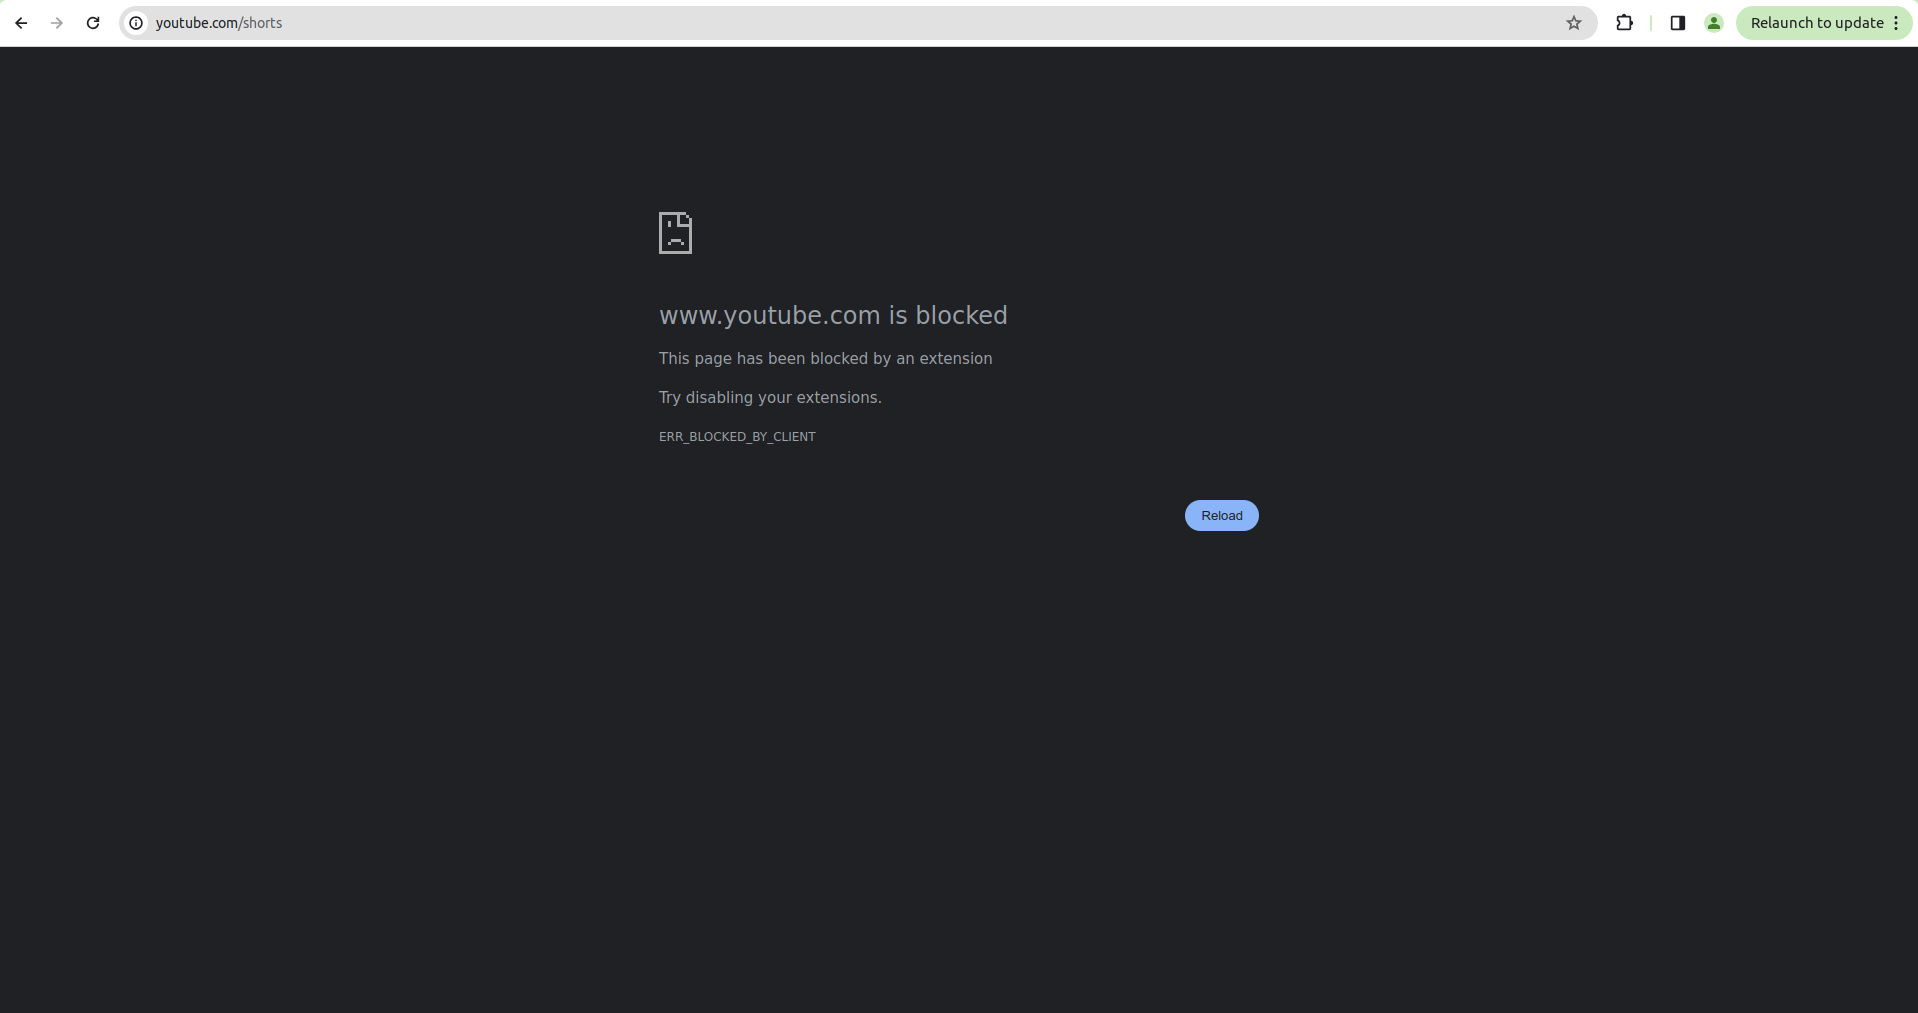 youtube.com/shorts
Relaunch to update
www.youtube.com is blocked
This page has been blocked by an extension
Try disabling your extensions.
ERR_BLOCKED_BY_CLIENT
Reload